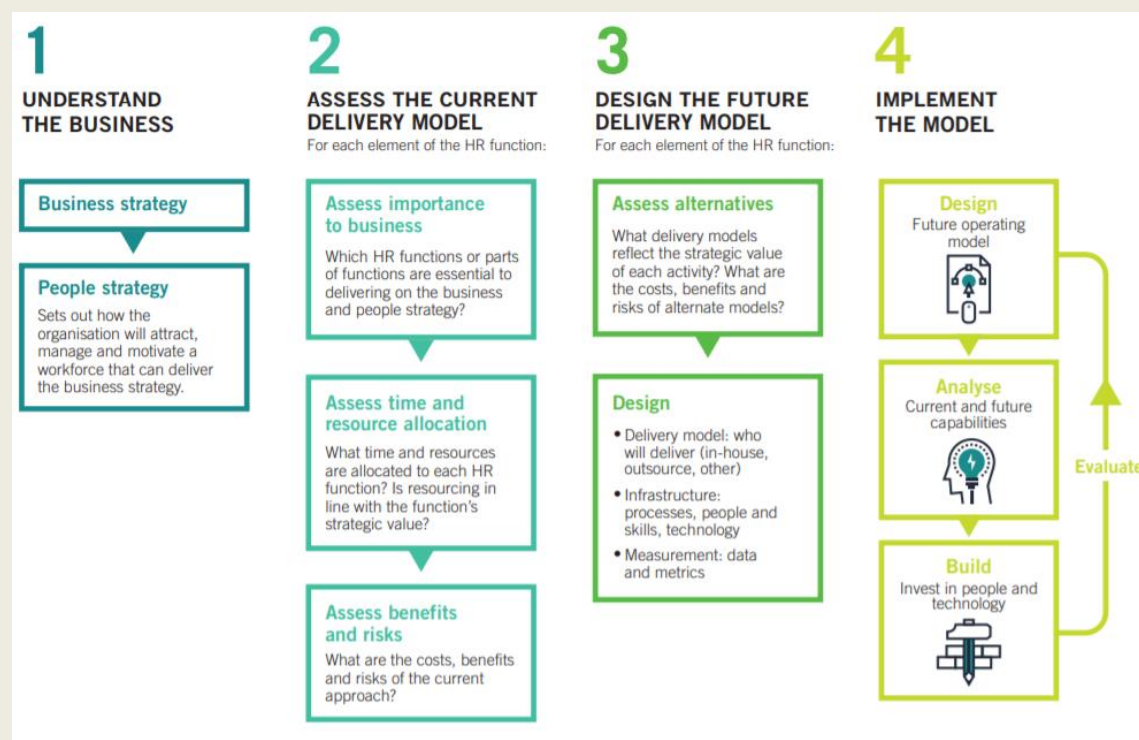 1
UNDERSTAND
THE BUSINESS
Business strategy
People strategy
Sets out how the
organisation will attract,
manage and motivate a
workforce that can deliver
the business strategy.
2
ASSESS THE CURRENT
DELIVERY MODEL
For each element of the HR function:
Assess importance
to business
Which HR functions or parts
of functions are essential to
delivering on the business
and people strategy?
Assess time and
resource allocation
What time and resources
are allocated to each HR
function? Is resourcing in
line with the function's
strategic value?
Assess benefits
and risks
What are the costs, benefits
and risks of the current
approach?
3
DESIGN THE FUTURE
DELIVERY MODEL
For each element of the HR function:
Assess alternatives
What delivery models
reflect the strategic value
of each activity? What are
the costs, benefits and
risks of alternate models?
Design
• Delivery model: who
will deliver (in-house,
outsource, other)
• Infrastructure:
processes, people and
skills, technology
• Measurement: data
and metrics
4
IMPLEMENT
THE MODEL
Design
Future operating
model
Analyse
Current and future
capabilities
Build
Invest in people and
technology
Evaluate